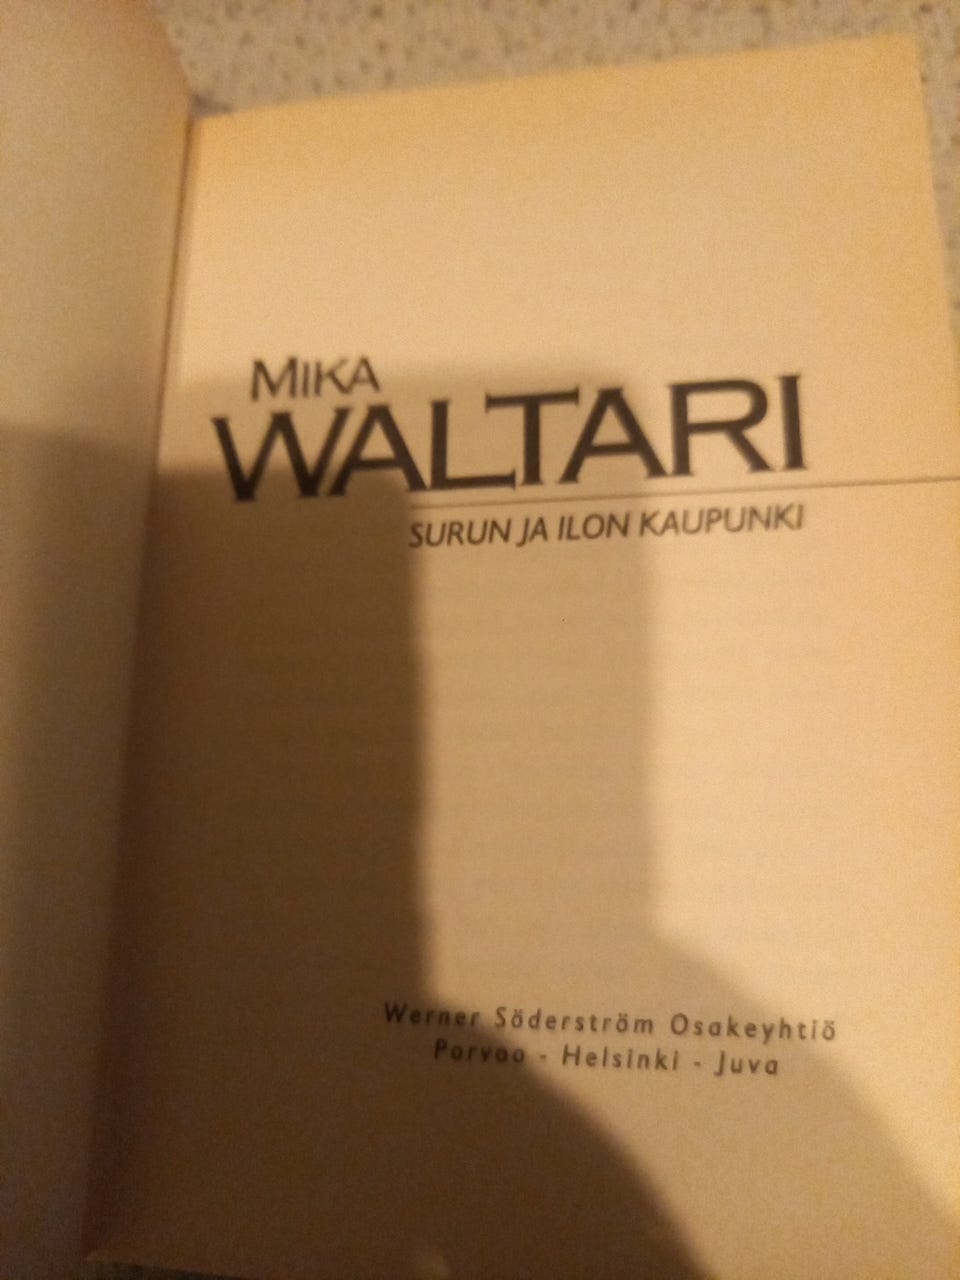 MIKA
WALTARI
SURUN JA ILON KAUPUNKI
Werner Söderström Osakeyhtiö
Porvoo - Helsinki - Juva